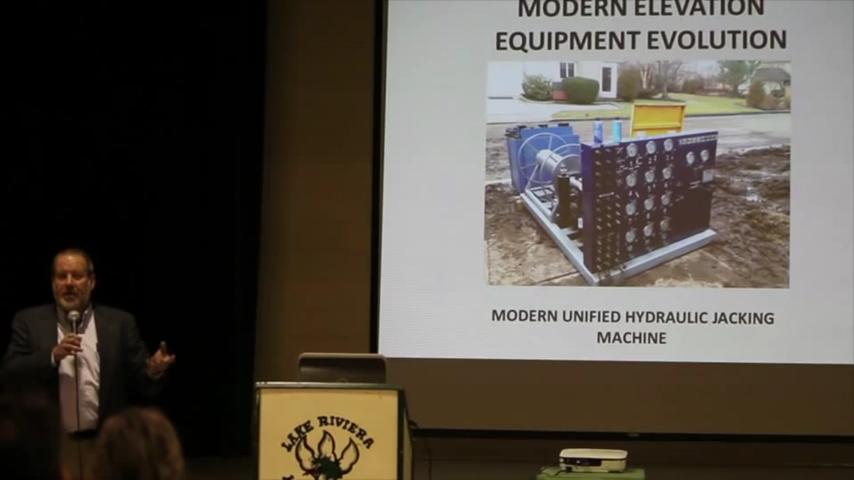 MODERN ELEVATION
EQUIPMENT EVOLUTION
MODERN UNIFIED HYDRAULIC JACKING
MACHINE
LAKE RIVIERA